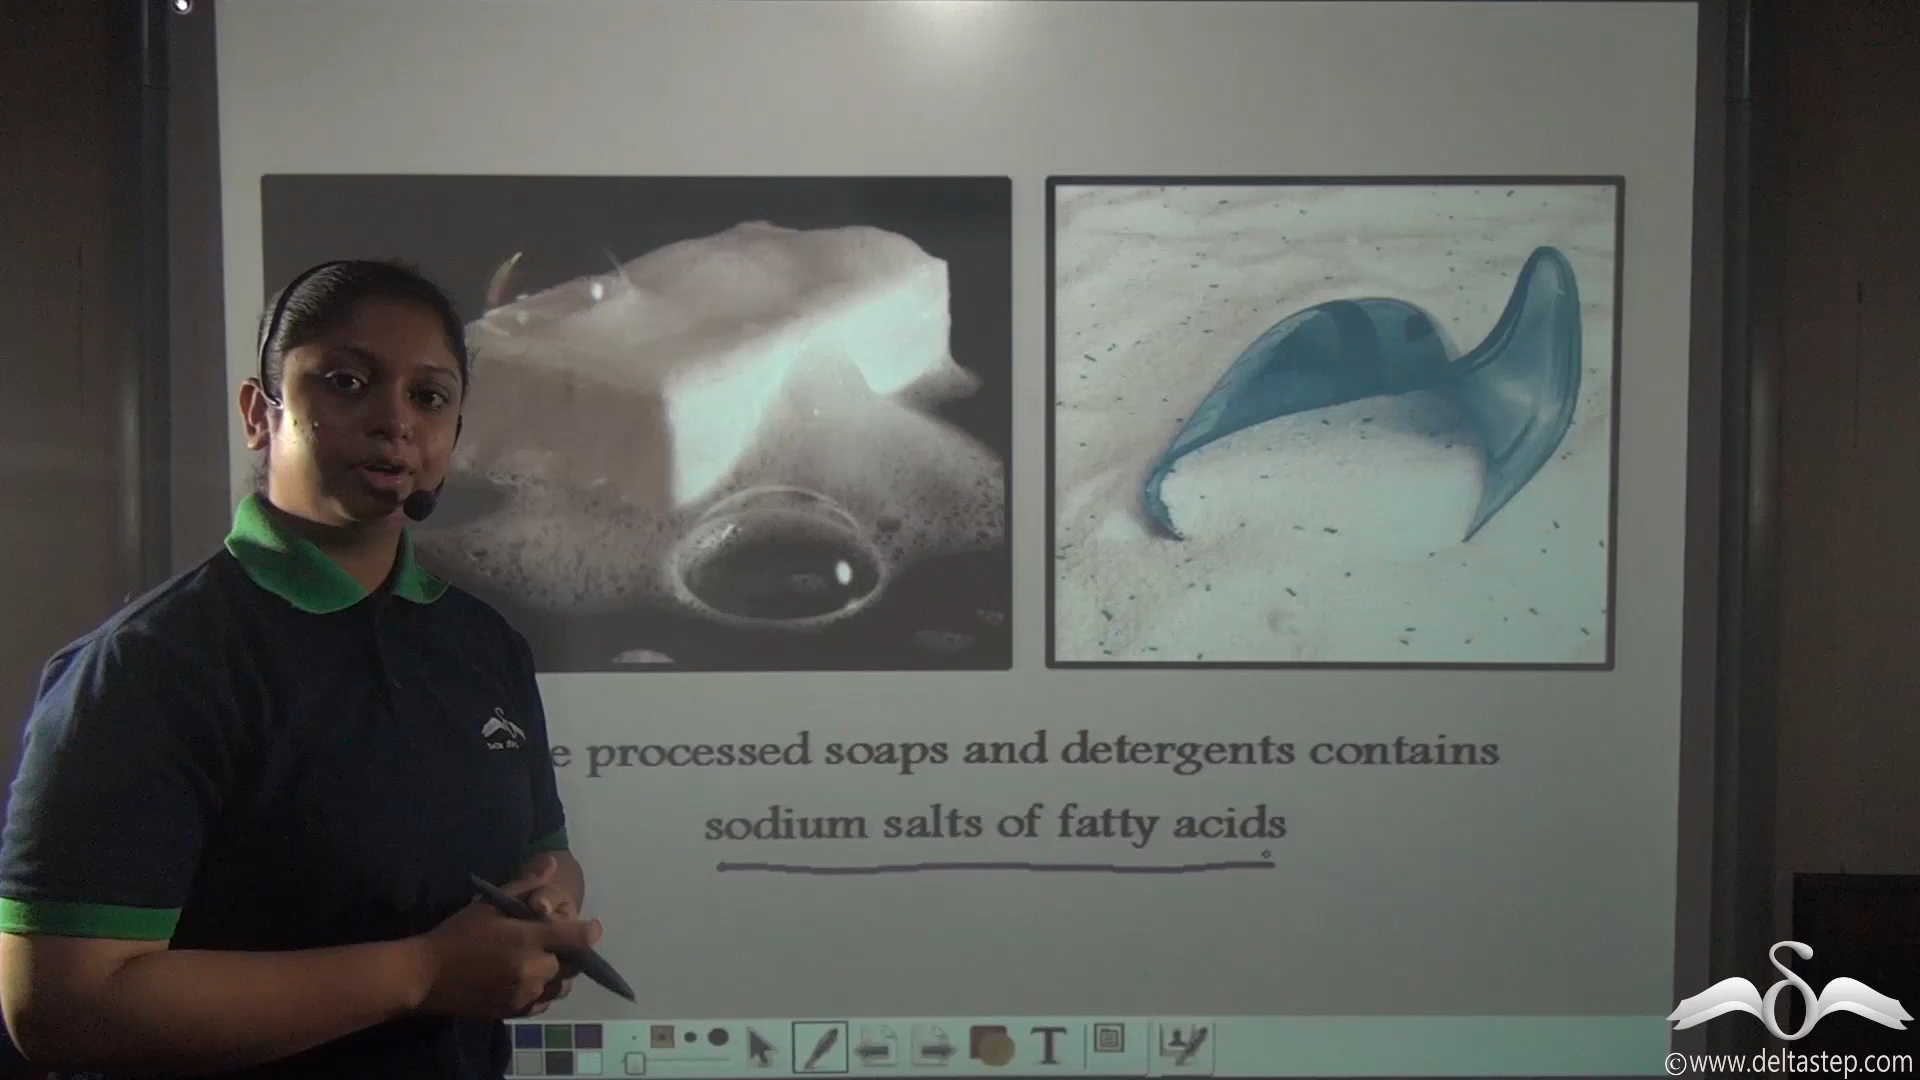 e processed soaps and detergents contains
sodium salts of fatty acids
T
©www.deltastep.com